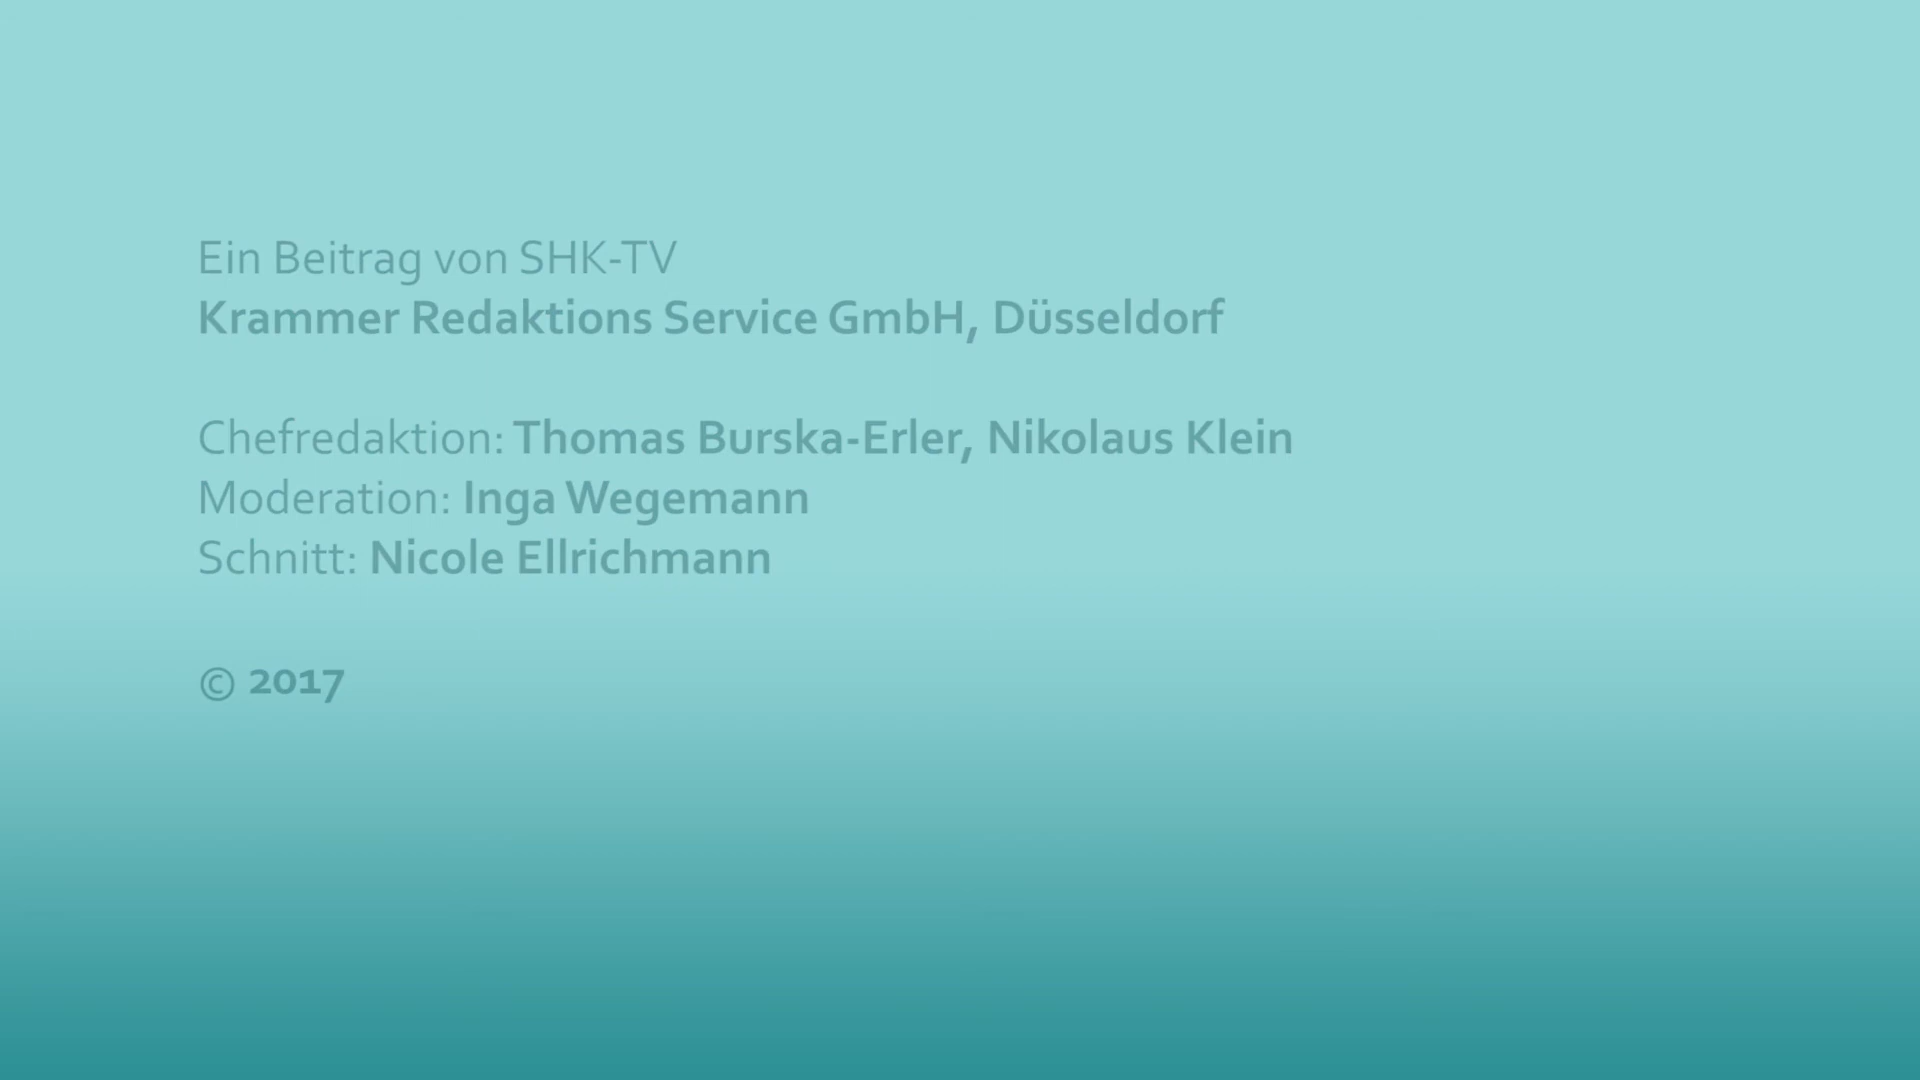 Ein Beitrag von SHK-TV
Krammer Redaktions Service GmbH, Düsseldorf
Chefredaktion: Thomas Burska-Erler, Nikolaus Klein
Moderation: Inga Wegemann
Schnitt: Nicole Ellrichmann
© 2017